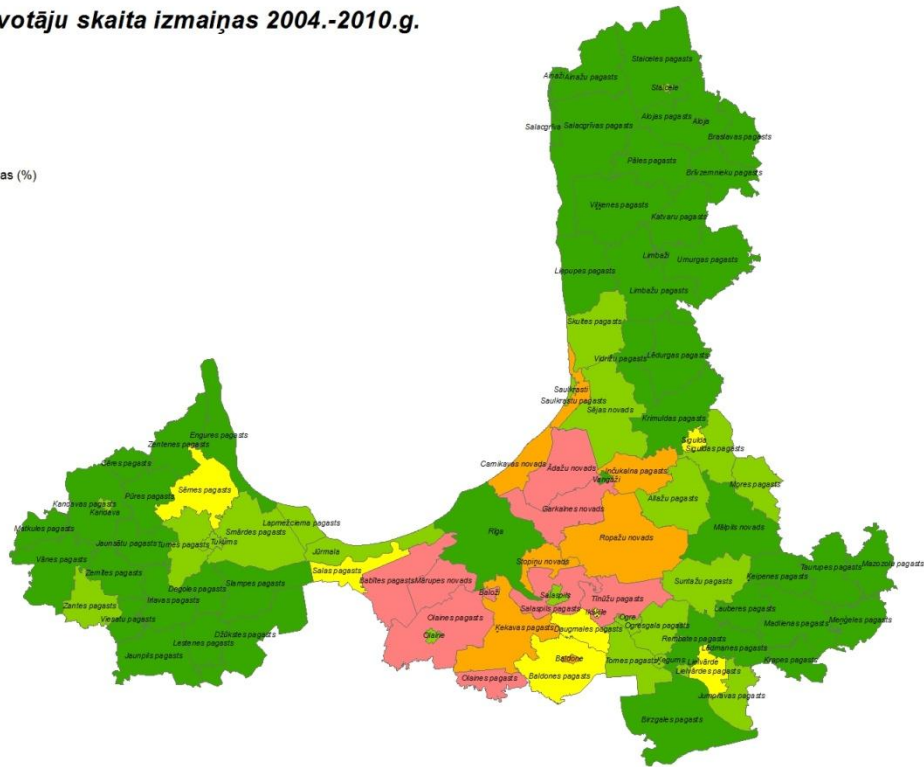 votāju skaita izmaiņas 2004.-2010.g.
as (%)
Staiceles pagasts
Ainaži Ainažu pagasts
Staicele
Alojas pagasts Aloja
Salacgrīva Salacgrīvas pagasts
Braslavas pagasts
Pāles pagasts
Brīvzemnieku pagasts
Viļķenes pagasts
Katvaru pagasts
Limbaži
Umurgas pagasts
Liepupes pagasts
Limbažu pagasts
Skultes pagasts
Vidrižu pagasts Lēdurgas pagasts
Saulkrasti
Saulkrastu pagasts
Sējas novads
Krimuldas pagasts
Engures pagasts
Zentenes pagasts
Sigulda
Siguldas pagasts
Cēres pagasts
Carnikavas novads
Ādažu novads
Inčukalna pagasts
Vangaži
Mores pagasts
Sēmes pagasts
Kandavas pagasts
Kandava
Pūres pagasts
Allažu pagasts
Garkalnes novads
Lapmežciema pagasts
Smārdes pagasts
Matkules pagasts
Rīga
Ropažu novads
Mālpils novads
Jaunsātu pagasts Tumes pagasts
Tukums
Jūrmala
Vānes pagasts
Salas pagasts
Stopiņu novads
Taurupes pagasts
Mazozolu pagasts
Ķeipenes pagasts
Zemītes pagasts
Babītes pagasts Mārupes novads
Suntažu pagasts
Degoles pagasts
Slampes pagasts
Irlavas pagasts
Zantes pagasts
Baloži
Salaspils
Salaspils pagasts
Tīnūžu pagasts
Lauberes pagasts
Viesatu pagasts
Olaines pagasts
Ikšķile
Ogre
Ogresgala pagasts
Madlienas pagasts
Meņģeles pagasts
Džūkstes pagasts
Lestenes pagasts
Olaine
Ķekavas pagasts
Daugmales pagasts
Rembates pagasts
Lēdmanes pagasts
Jaunpils pagasts
Baldone
Tomes pagasts
Ķegums
Lielvārde
Lielvārdes pagasts
Krapes pagasts
Olaines pagasts
Baldones pagasts
Jumpravas pagasts
Birzgales pagasts